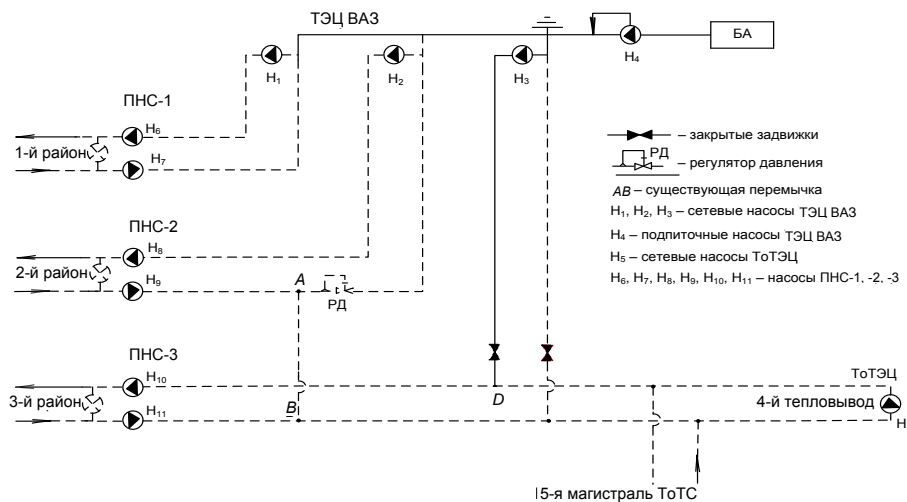 ТЭЦ ВАЗ
БА
Н₁
Н₂
Н₃
Н₄
ПНС-1
Н₆
1-й район
Н₇
ПНС-2
Н₈
2-й район
Н₉
A
РД
ПНС-3
Н₁₀
3-й район
Н₁₁
B
D
ТоТЭЦ
4-й тепловывод
Н
15-я магистраль ТоТС
– закрытые задвижки
РД
– регулятор давления
AB – существующая перемычка
Н₁, Н₂, Н₃ – сетевые насосы ТЭЦ ВАЗ
Н₄ – подпиточные насосы ТЭЦ ВАЗ
Н₅ – сетевые насосы ТоТЭЦ
Н₆, Н₇, Н₈, Н₉, Н₁₀, Н₁₁ – насосы ПНС-1, -2, -3